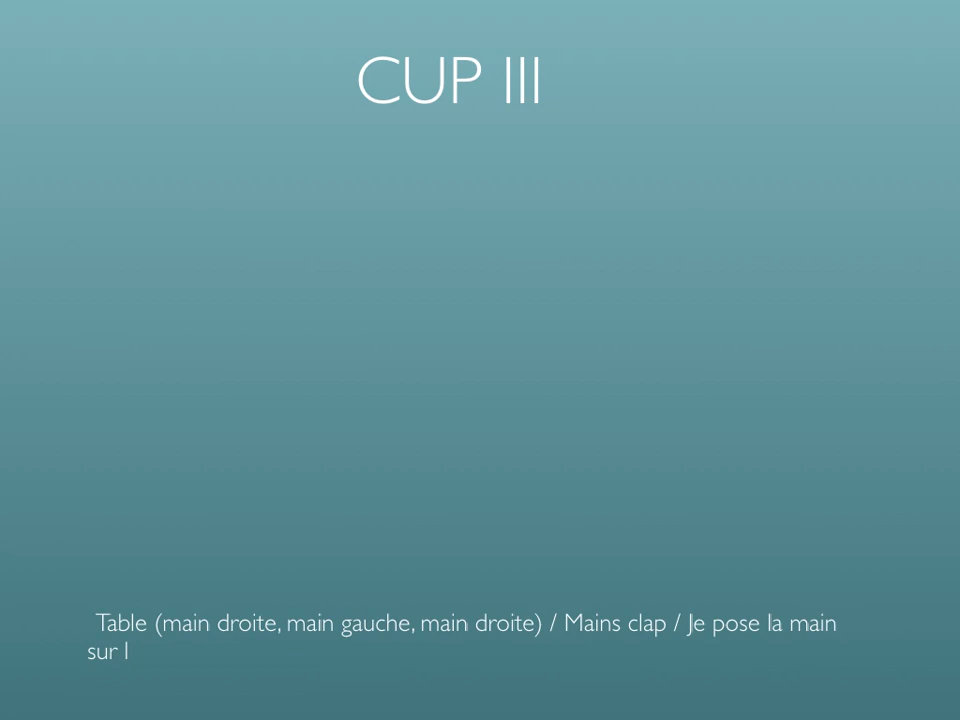 CUP III
Table (main droite, main gauche, main droite) / Mains clap / Je pose la main
sur l